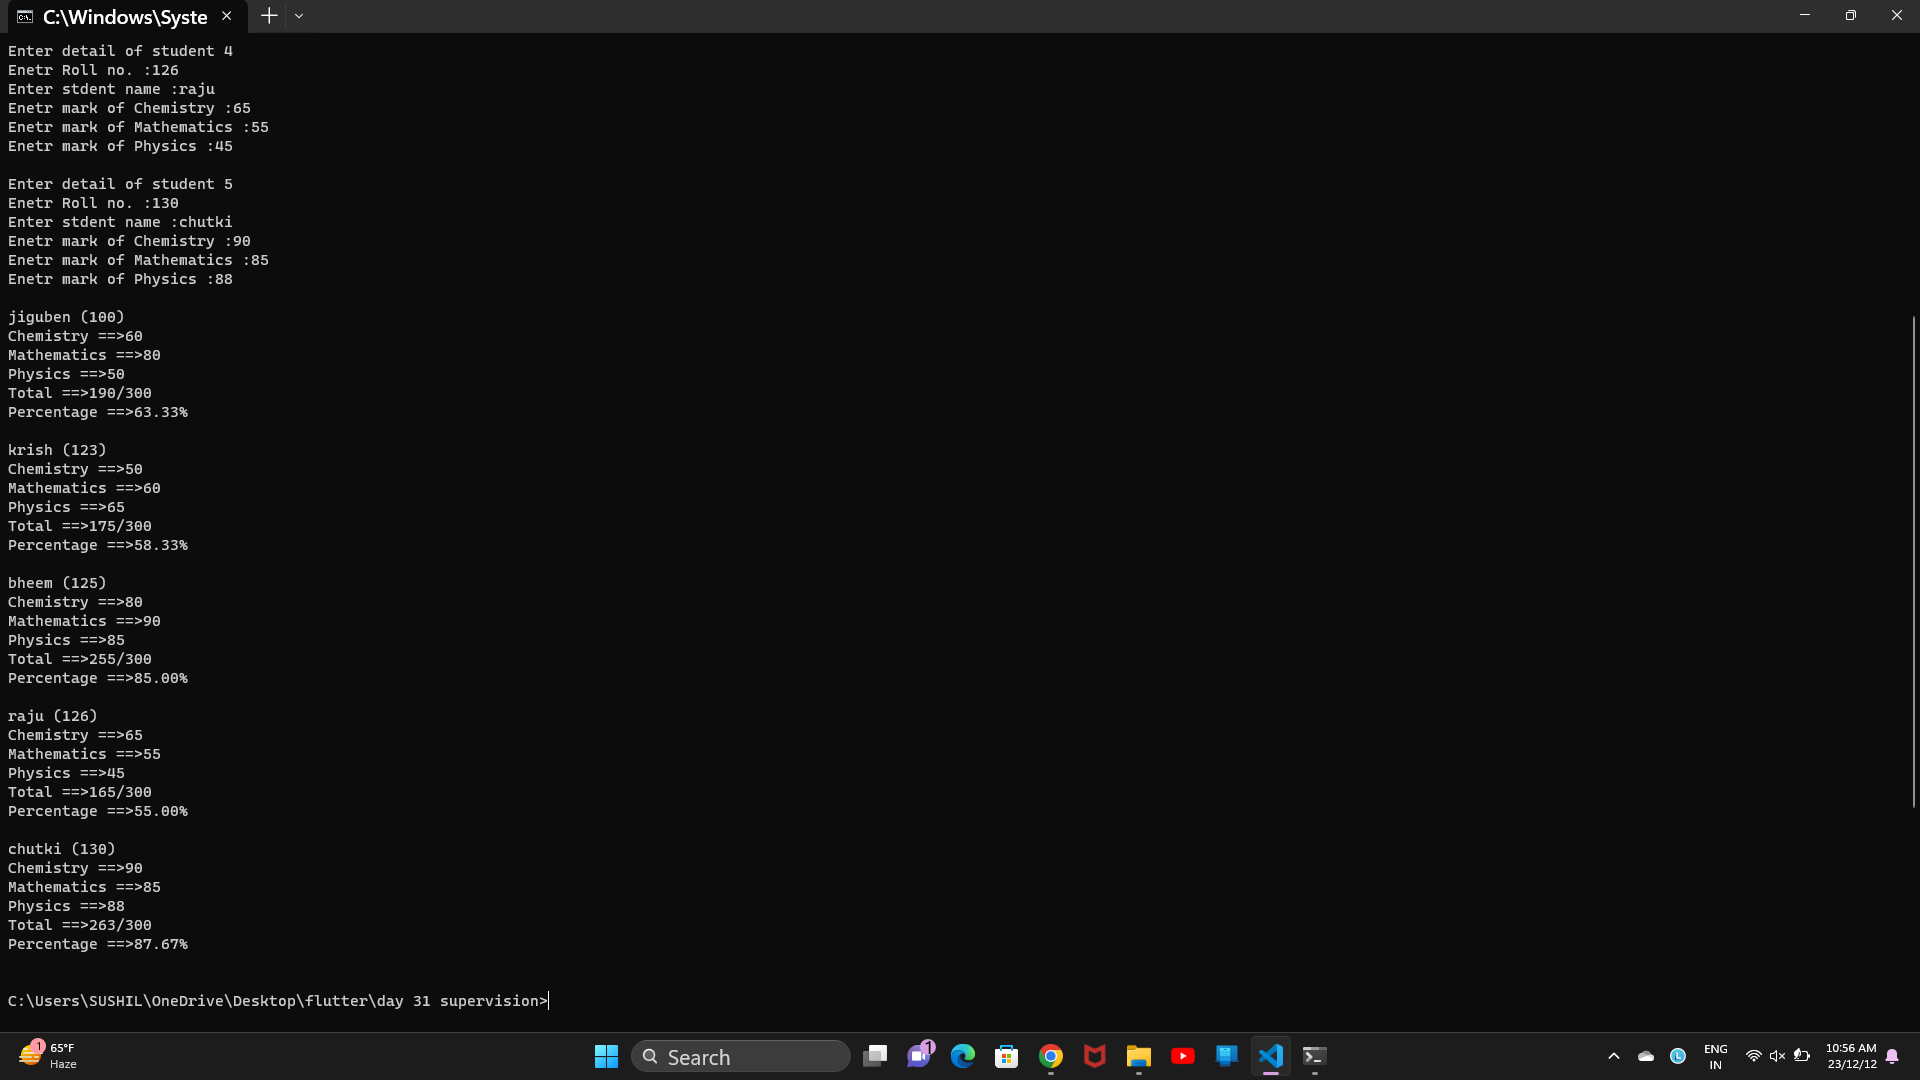 C:\Windows\Syste
Enter detail of student 4
Enetr Roll no. :126
Enter stdent name :raju
Enetr mark of Chemistry :65
Enetr mark of Mathematics :55
Enetr mark of Physics :45
Enter detail of student 5
Enetr Roll no. :130
Enter stdent name :chutki
Enetr mark of Chemistry :90
Enetr mark of Mathematics :85
Enetr mark of Physics :88
jiguben (100)
Chemistry ==>60
Mathematics ==>80
Physics ==>50
Total ==>190/300
Percentage ==>63.33%
krish (123)
Chemistry ==>50
Mathematics ==>60
Physics ==>65
Total ==>175/300
Percentage ==>58.33%
bheem (125)
Chemistry ==>80
Mathematics ==>90
Physics ==>85
Total ==>255/300
Percentage ==>85.00%
raju (126)
Chemistry ==>65
Mathematics ==>55
Physics ==>45
Total ==>165/300
Percentage ==>55.00%
chutki (130)
Chemistry ==>90
Mathematics ==>85
Physics ==>88
Total ==>263/300
Percentage ==>87.67%
C:\Users\SUSHIL\OneDrive\Desktop\flutter\day 31 supervision>
1
65°F
Haze
Search
1
ENG
IN
10:56 AM
23/12/12